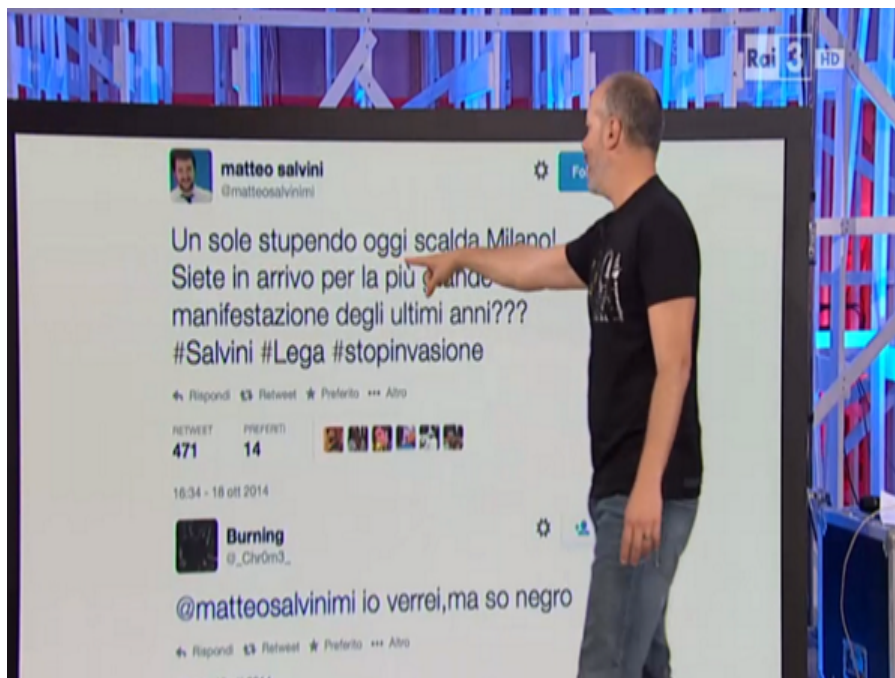 Rai 3 HD
matteo salvini
@matteosalvinimi
Fo
Un sole stupendo oggi scalda Milano!
Siete in arrivo per la più grande
manifestazione degli ultimi anni???
#Salvini #Lega #stopinvasione
Rispondi Retweet Preferito Altro
RETWEET PREFERITI
471 14
16:34 - 18 ott 2014
Burning
@_Chr0m3_
@matteosalvinimi io verrei,ma so negro
Rispondi Retweet Preferito Altro